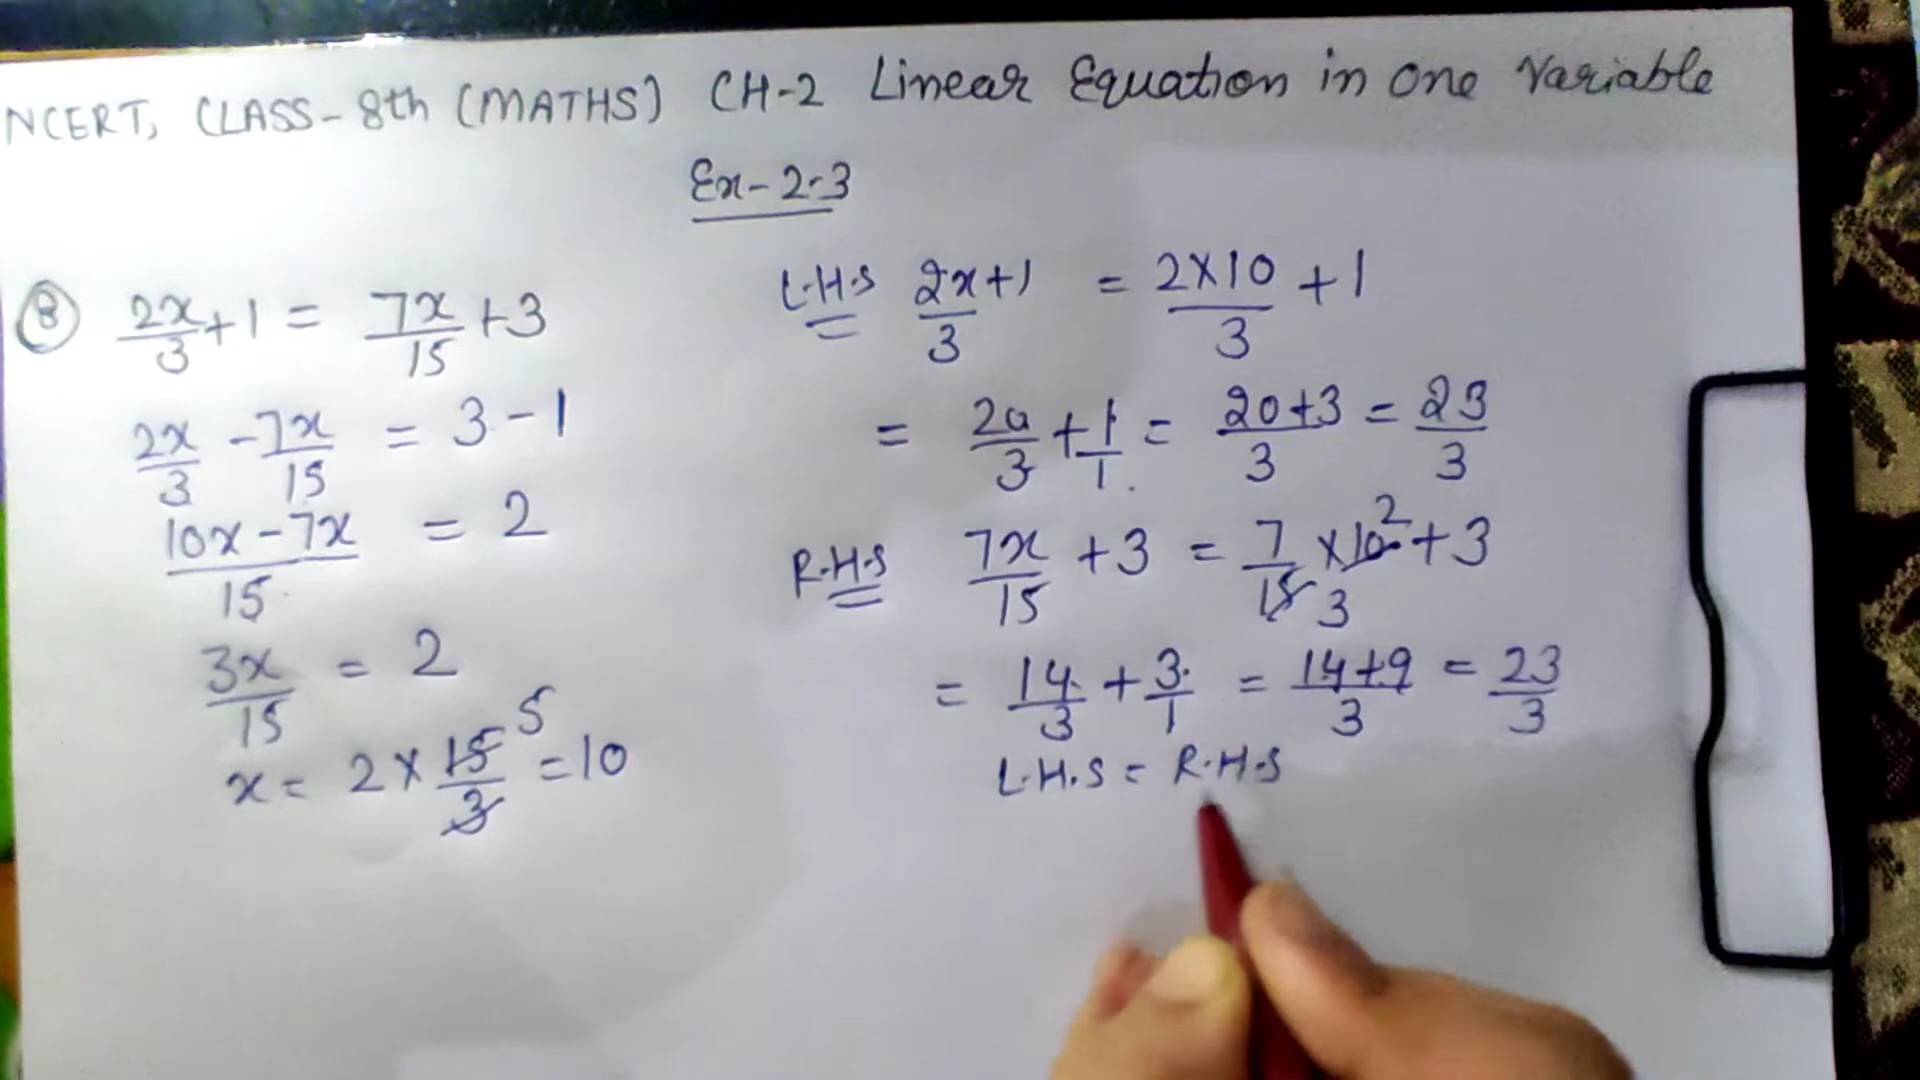 NCERT, CLASS-8th (MATHS) CH-2 Linear Equation in one Variable
Ex-2.3
8 2x/3 + 1 = 7x/15 + 3
2x/3 - 7x/15 = 3 - 1
10x - 7x/15 = 2
3x/15 = 2
x = 2 × 15/3 5 = 10
L.H.S 2x/3 + 1 = 2×10/3 + 1
= 20/3 + 1/1 = 20+3/3 = 23/3
R.H.S 7x/15 + 3 = 7/15 3 × 10 2 + 3
= 14/3 + 3/1 = 14+9/3 = 23/3
L.H.S = R.H.S